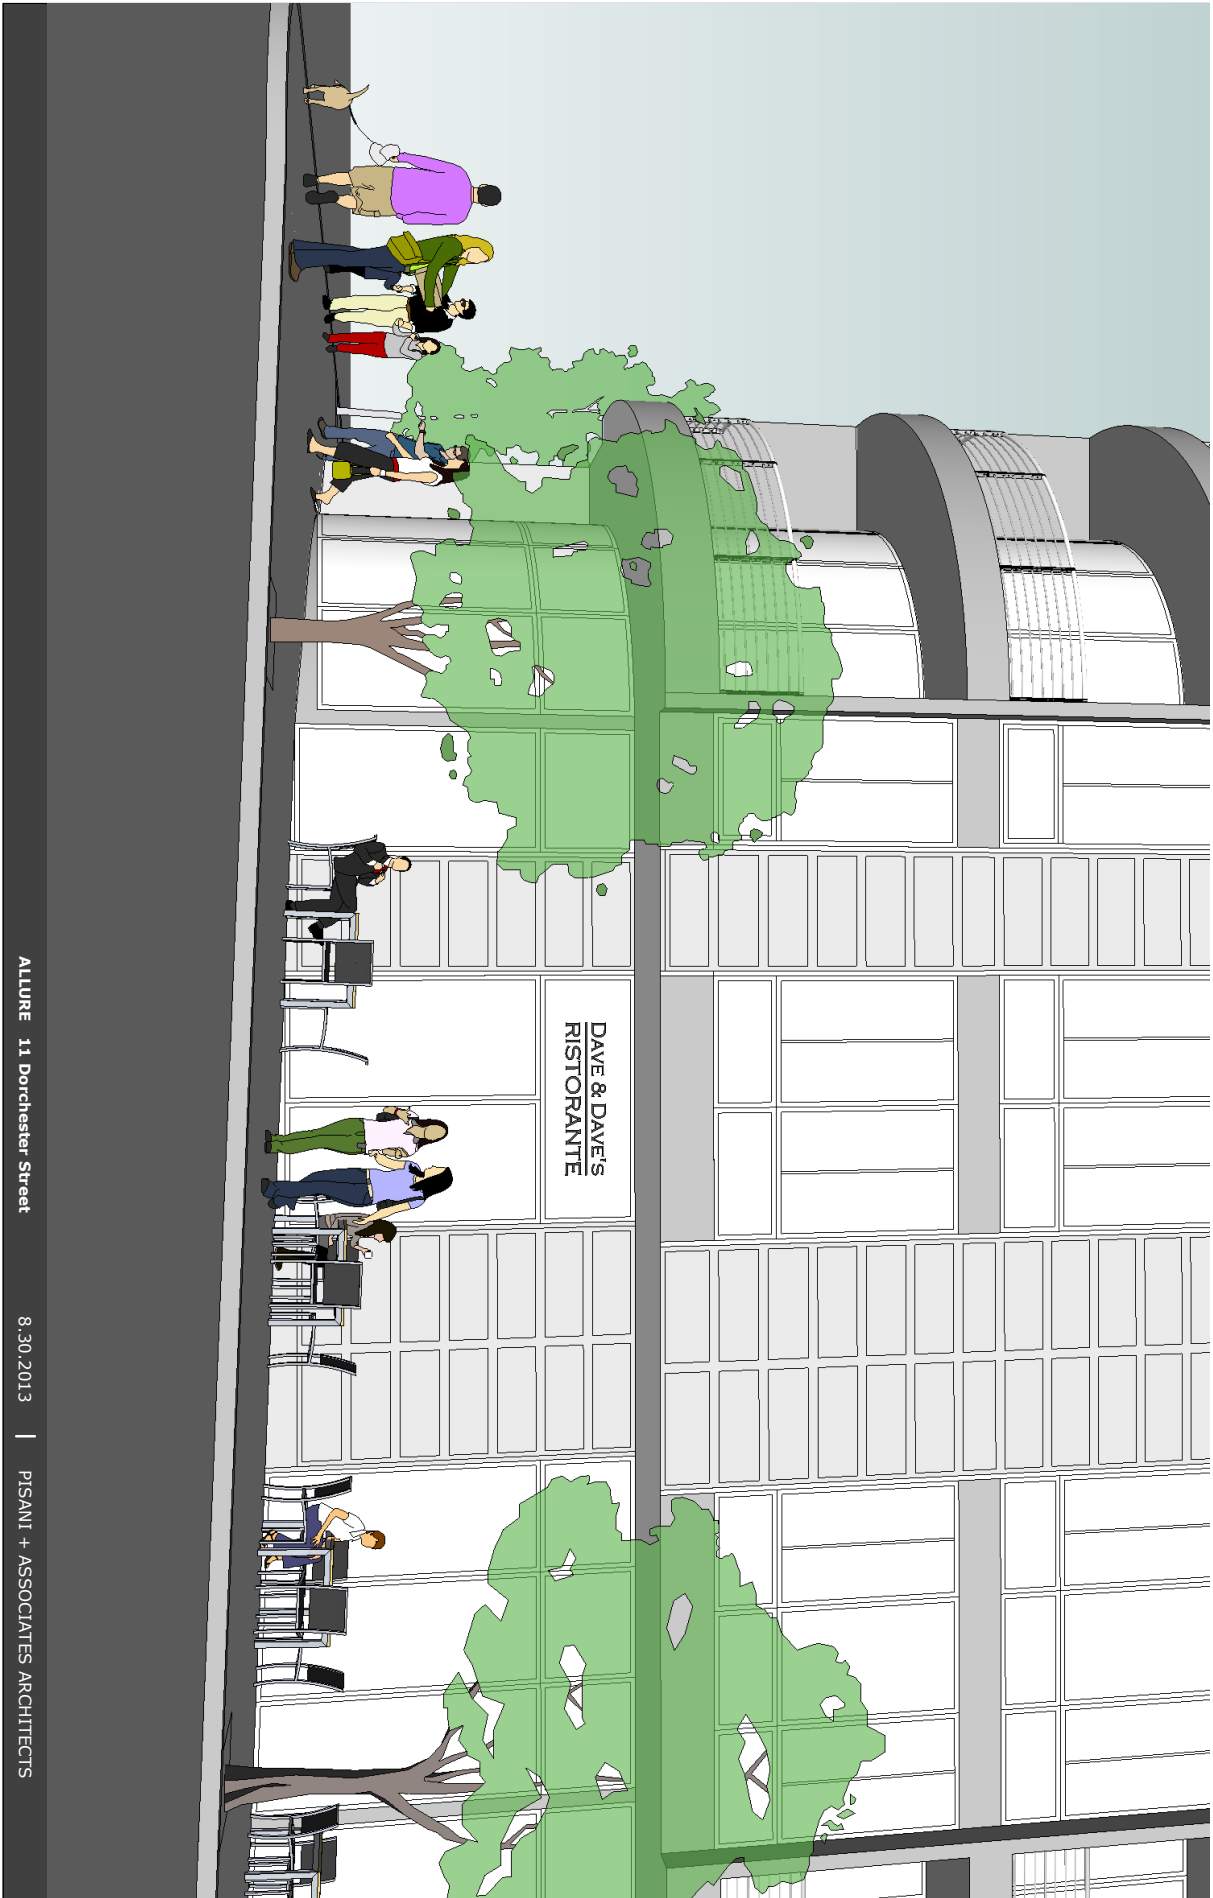 DAVE & DAVE'S
RISTORANTE
ALLURE 11 Dorchester Street 8.30.2013 | PISANI + ASSOCIATES ARCHITECTS